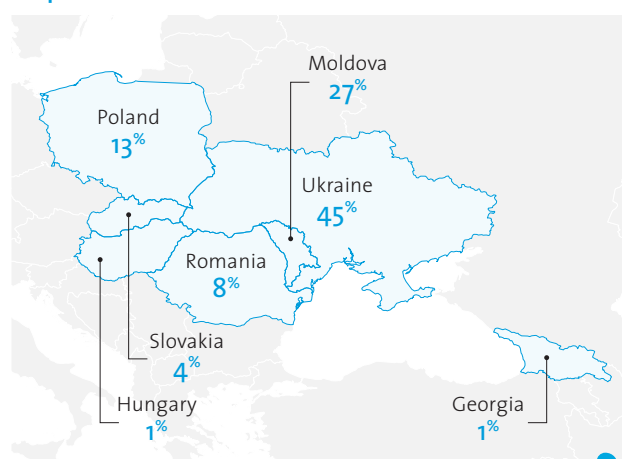 Moldova
27%
Poland
13%
Ukraine
45%
Romania
8%
Slovakia
4%
Hungary
1%
Georgia
1%